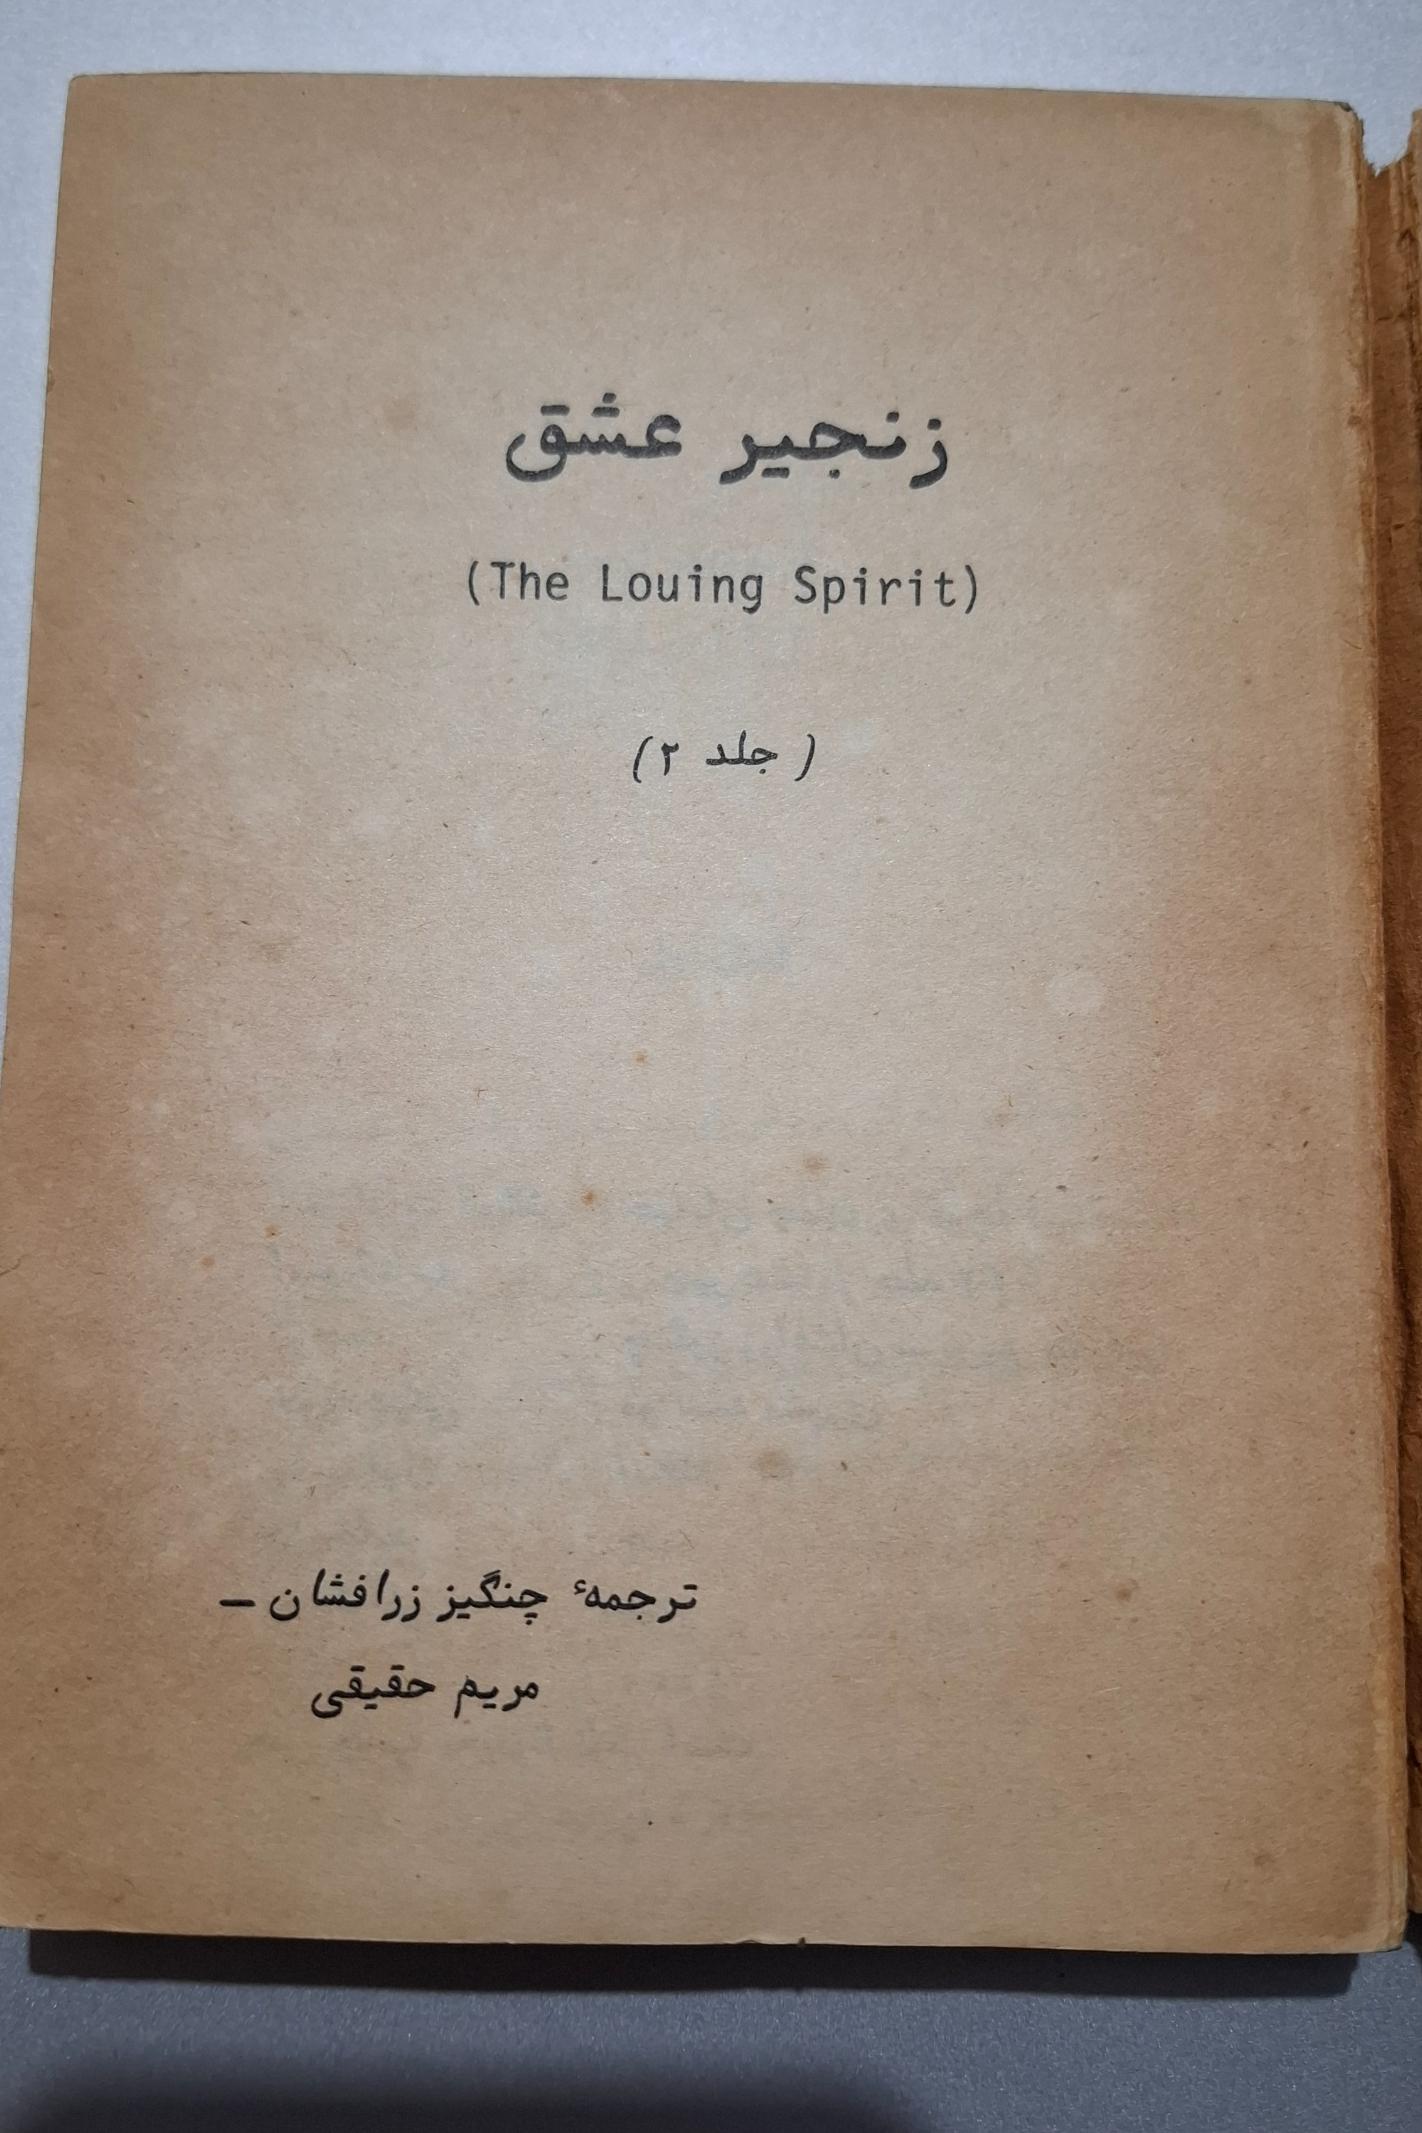 زنجیر عشق
(The Louing Spirit)
( جلد ۲)
ترجمهٔ چنگیز زرافشان –
مریم حقیقی